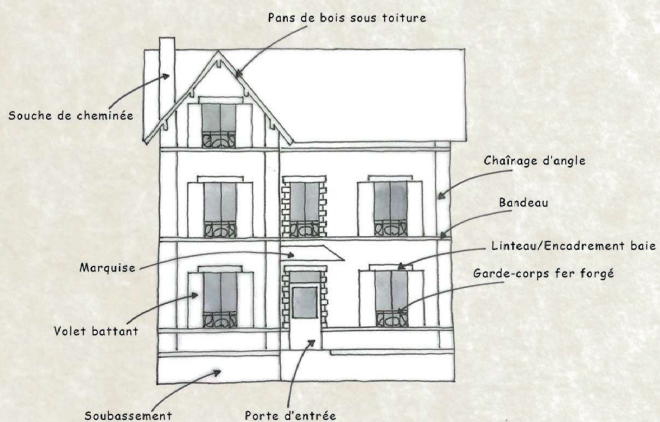 Pans de bois sous toiture
Souche de cheminée
Chaîrage d'angle
Bandeau
Linteau/Encadrement baie
Marquise
Garde-corps fer forgé
Volet battant
Soubassement
Porte d'entrée